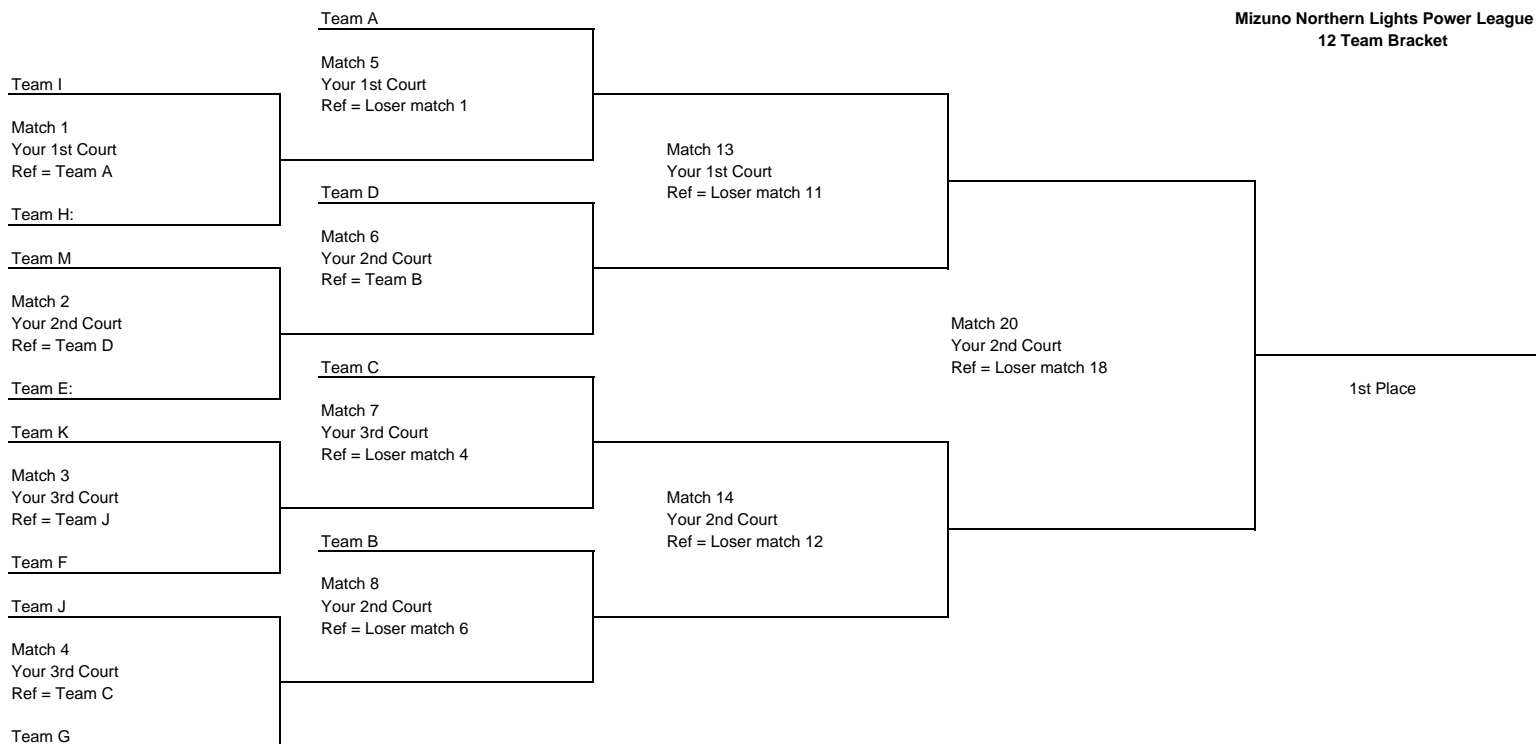 Mizuno Northern Lights Power League
12 Team Bracket
Team I
Match 1
Your 1st Court
Ref = Team A
Team H:
Team M
Match 2
Your 2nd Court
Ref = Team D
Team E:
Team K
Match 3
Your 3rd Court
Ref = Team J
Team F
Team J
Match 4
Your 3rd Court
Ref = Team C
Team G
Team A
Match 5
Your 1st Court
Ref = Loser match 1
Team D
Match 6
Your 2nd Court
Ref = Team B
Team C
Match 7
Your 3rd Court
Ref = Loser match 4
Team B
Match 8
Your 2nd Court
Ref = Loser match 6
Match 13
Your 1st Court
Ref = Loser match 11
Match 14
Your 2nd Court
Ref = Loser match 12
Match 20
Your 2nd Court
Ref = Loser match 18
1st Place